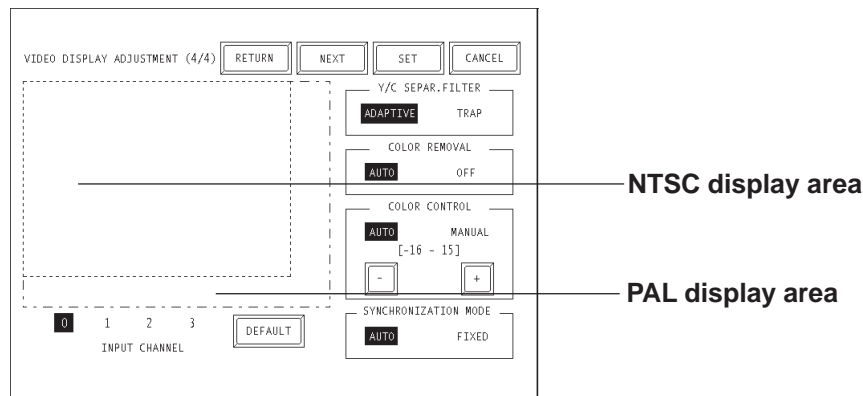 VIDEO DISPLAY ADJUSTMENT (4/4) RETURN NEXT SET CANCEL
Y/C SEPAR.FILTER
ADAPTIVE TRAP
COLOR REMOVAL
AUTO OFF
NTSC display area
COLOR CONTROL
AUTO MANUAL
[-16 - 15]
- +
PAL display area
0 1 2 3 DEFAULT
INPUT CHANNEL
SYNCHRONIZATION MODE
AUTO FIXED